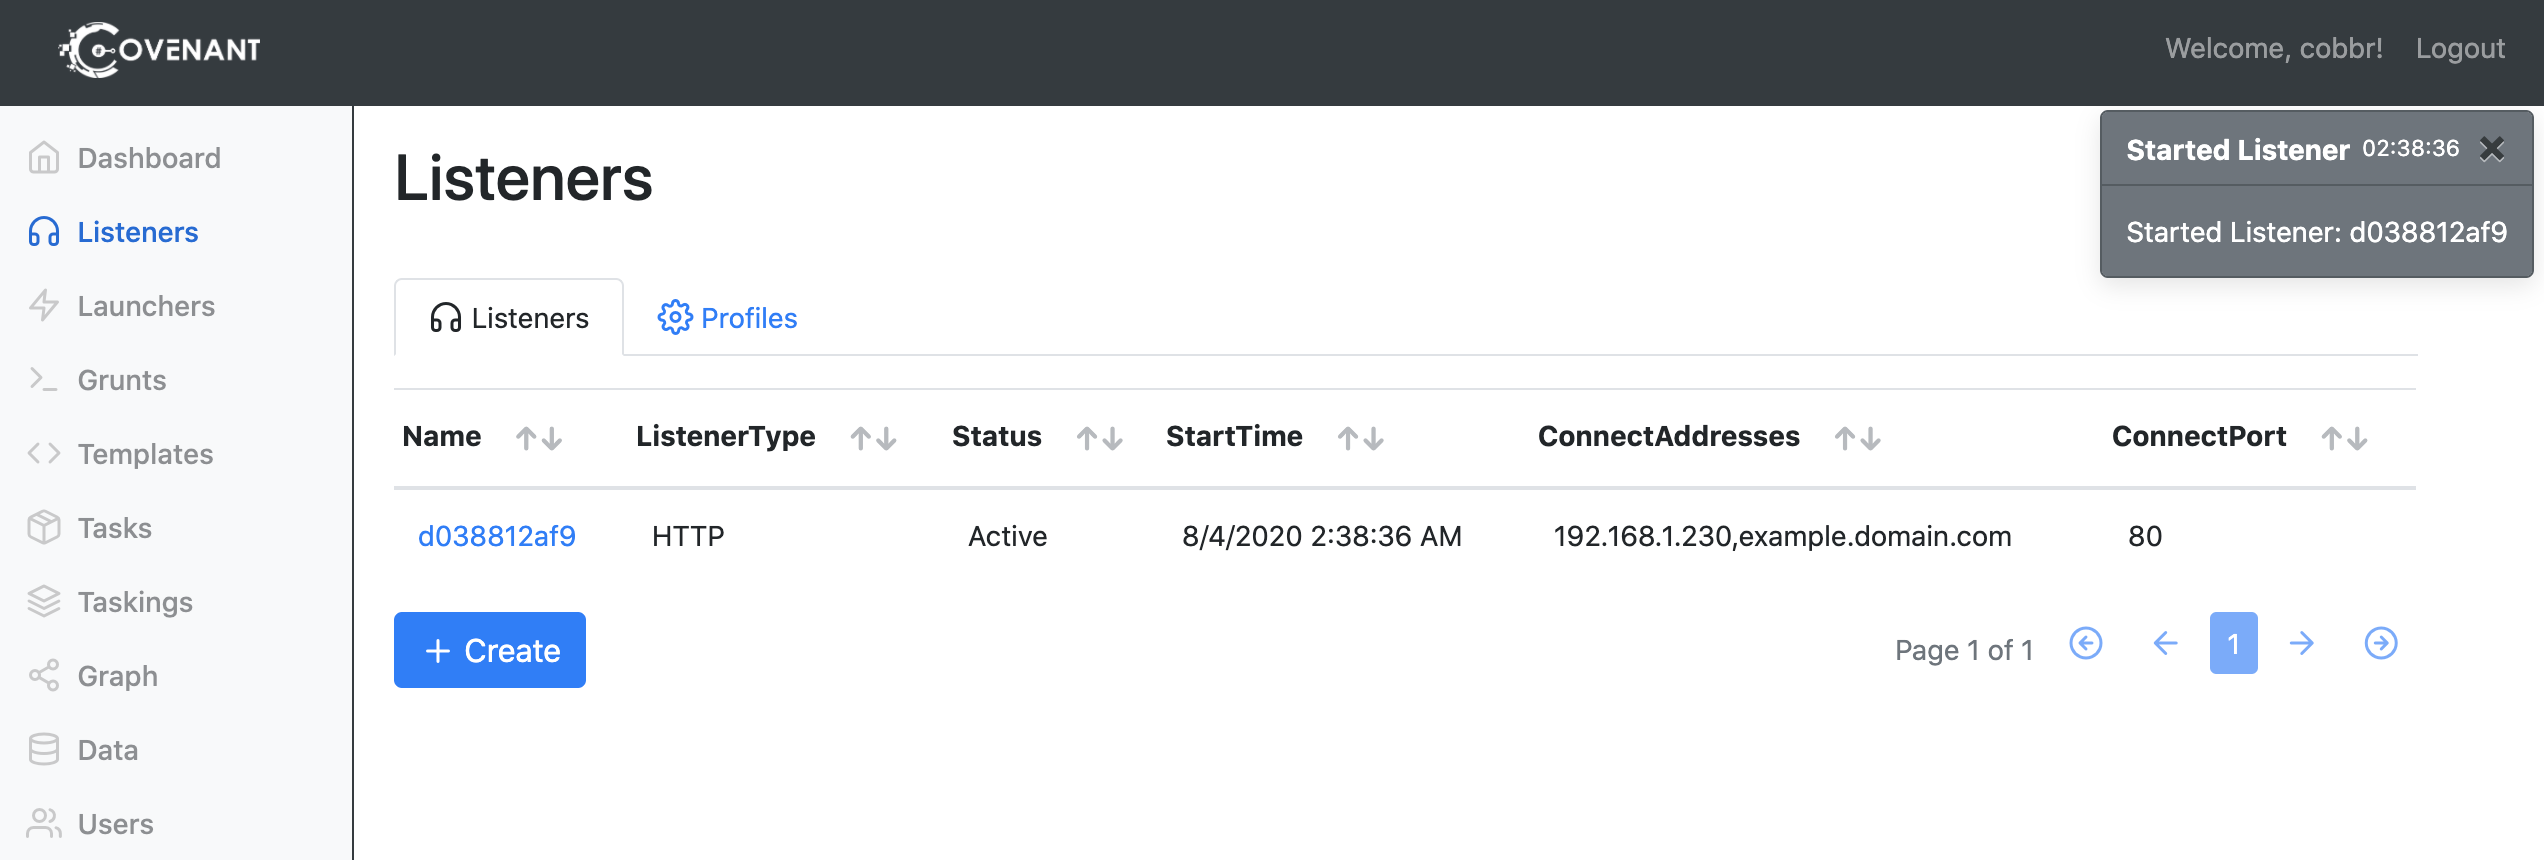 COVENANT
Welcome, cobbr! Logout
Dashboard
Listeners
Launchers
Grunts
Templates
Tasks
Taskings
Graph
Data
Users
Started Listener 02:38:36
Started Listener: d038812af9
Listeners
Listeners Profiles
Name ListenerType Status StartTime ConnectAddresses ConnectPort
d038812af9 HTTP Active 8/4/2020 2:38:36 AM 192.168.1.230,example.domain.com 80
+ Create
Page 1 of 1 1